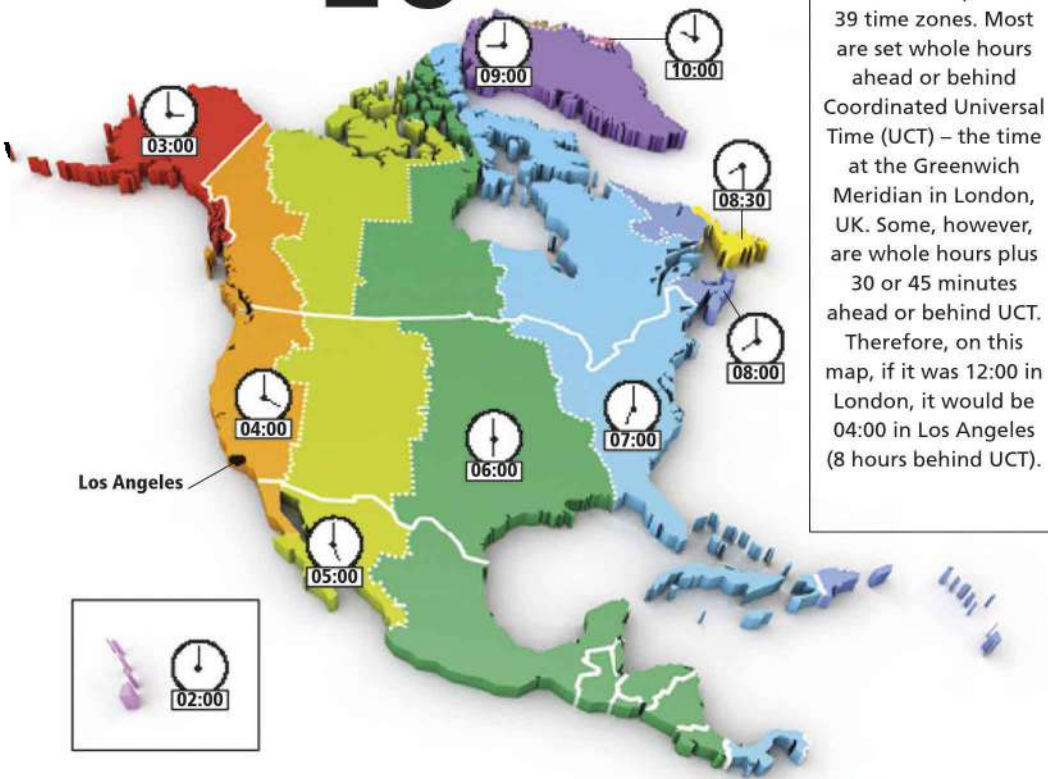 09:00
10:00
03:00
08:30
08:00
04:00
07:00
06:00
Los Angeles
05:00
02:00
39 time zones. Most
are set whole hours
ahead or behind
Coordinated Universal
Time (UCT) – the time
at the Greenwich
Meridian in London,
UK. Some, however,
are whole hours plus
30 or 45 minutes
ahead or behind UCT.
Therefore, on this
map, if it was 12:00 in
London, it would be
04:00 in Los Angeles
(8 hours behind UCT).